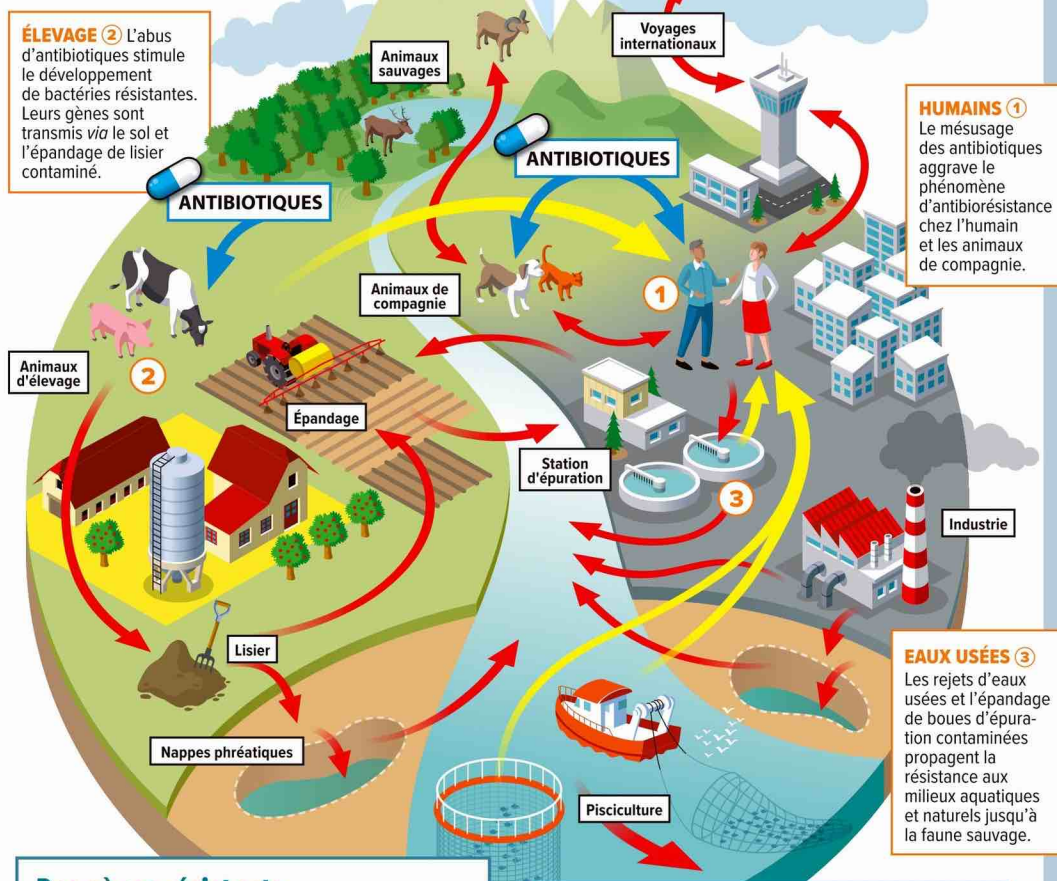 ÉLEVAGE ② L'abus
d'antibiotiques stimule
le développement
de bactéries résistantes.
Leurs gènes sont
transmis via le sol et
l'épandage de lisier
contaminé.
Animaux
sauvages
Voyages
internationaux
HUMAINS ①
Le mésusage
des antibiotiques
aggrave le
phénomène
d'antibiorésistance
chez l'humain
et les animaux
de compagnie.
ANTIBIOTIQUES
ANTIBIOTIQUES
Animaux de
compagnie
1
Animaux
d'élevage
2
Épandage
Station
d'épuration
3
Industrie
Lisier
Nappes phréatiques
Pisciculture
EAUX USÉES ③
Les rejets d'eaux
usées et l'épandage
de boues d'épura-
tion contaminées
propagent la
résistance aux
milieux aquatiques
et naturels jusqu'à
la faune sauvage.